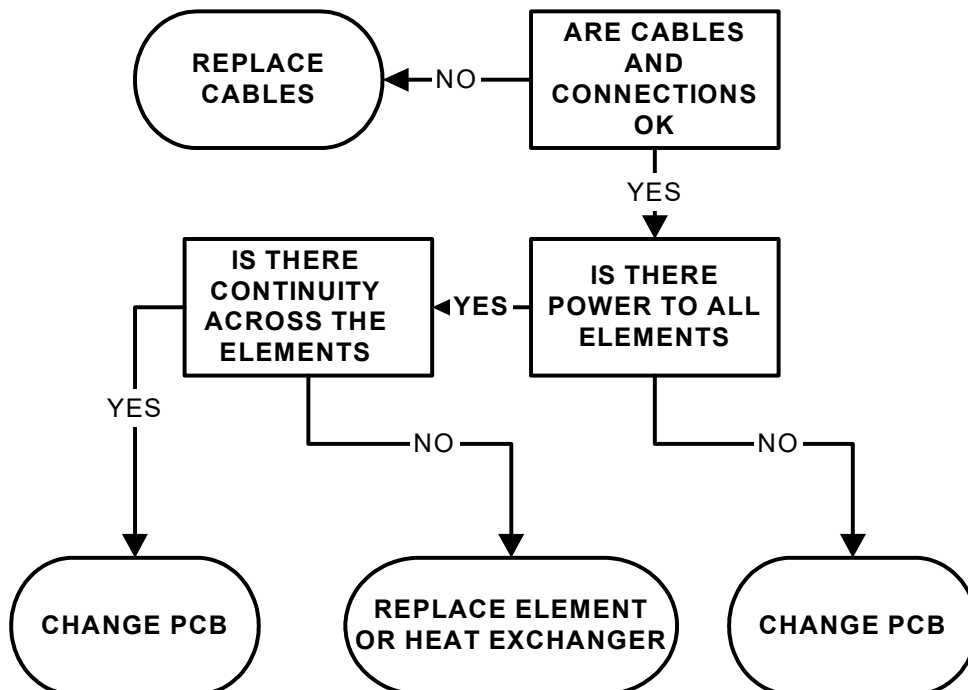 ARE CABLES
AND
CONNECTIONS
OK
NO
REPLACE
CABLES
YES
IS THERE
POWER TO ALL
ELEMENTS
YES
IS THERE
CONTINUITY
ACROSS THE
ELEMENTS
YES
NO
NO
CHANGE PCB
REPLACE ELEMENT
OR HEAT EXCHANGER
CHANGE PCB